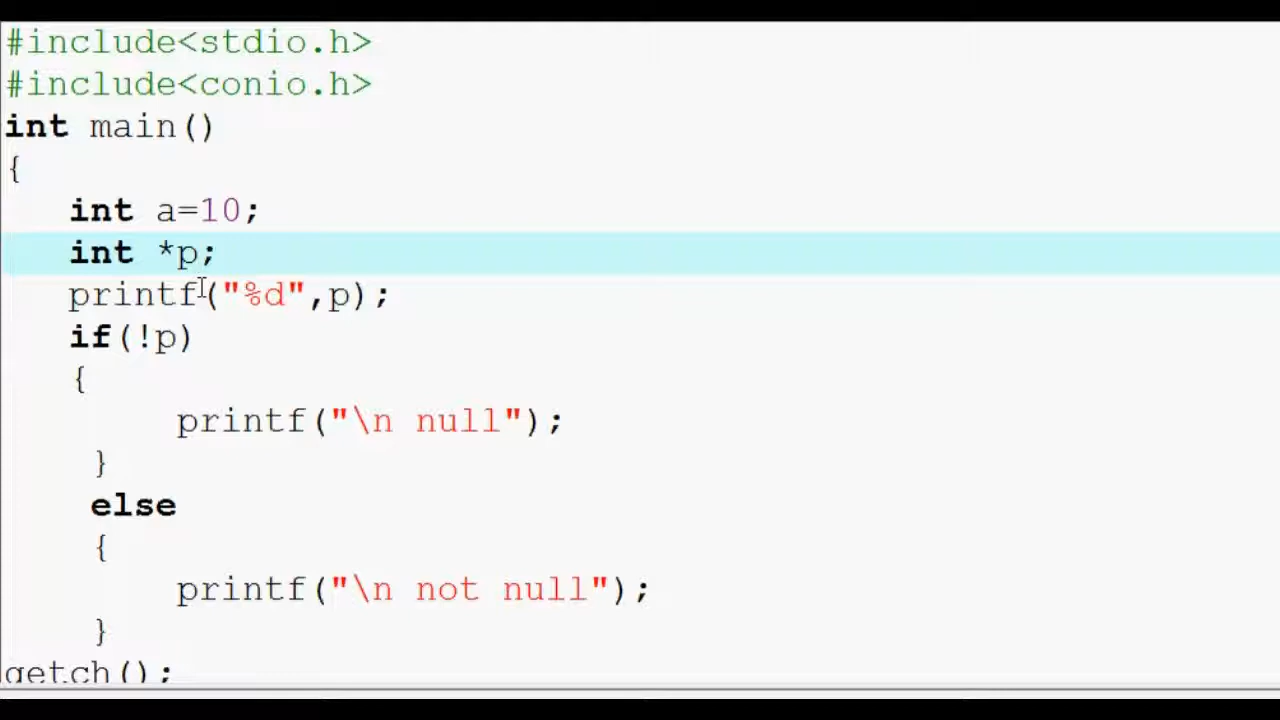 #include<stdio.h>
#include<conio.h>
int main()
{
int a=10;
int *p;
printf("%d",p);
if(!p)
{
printf("\n null");
}
else
{
printf("\n not null");
}
getch();